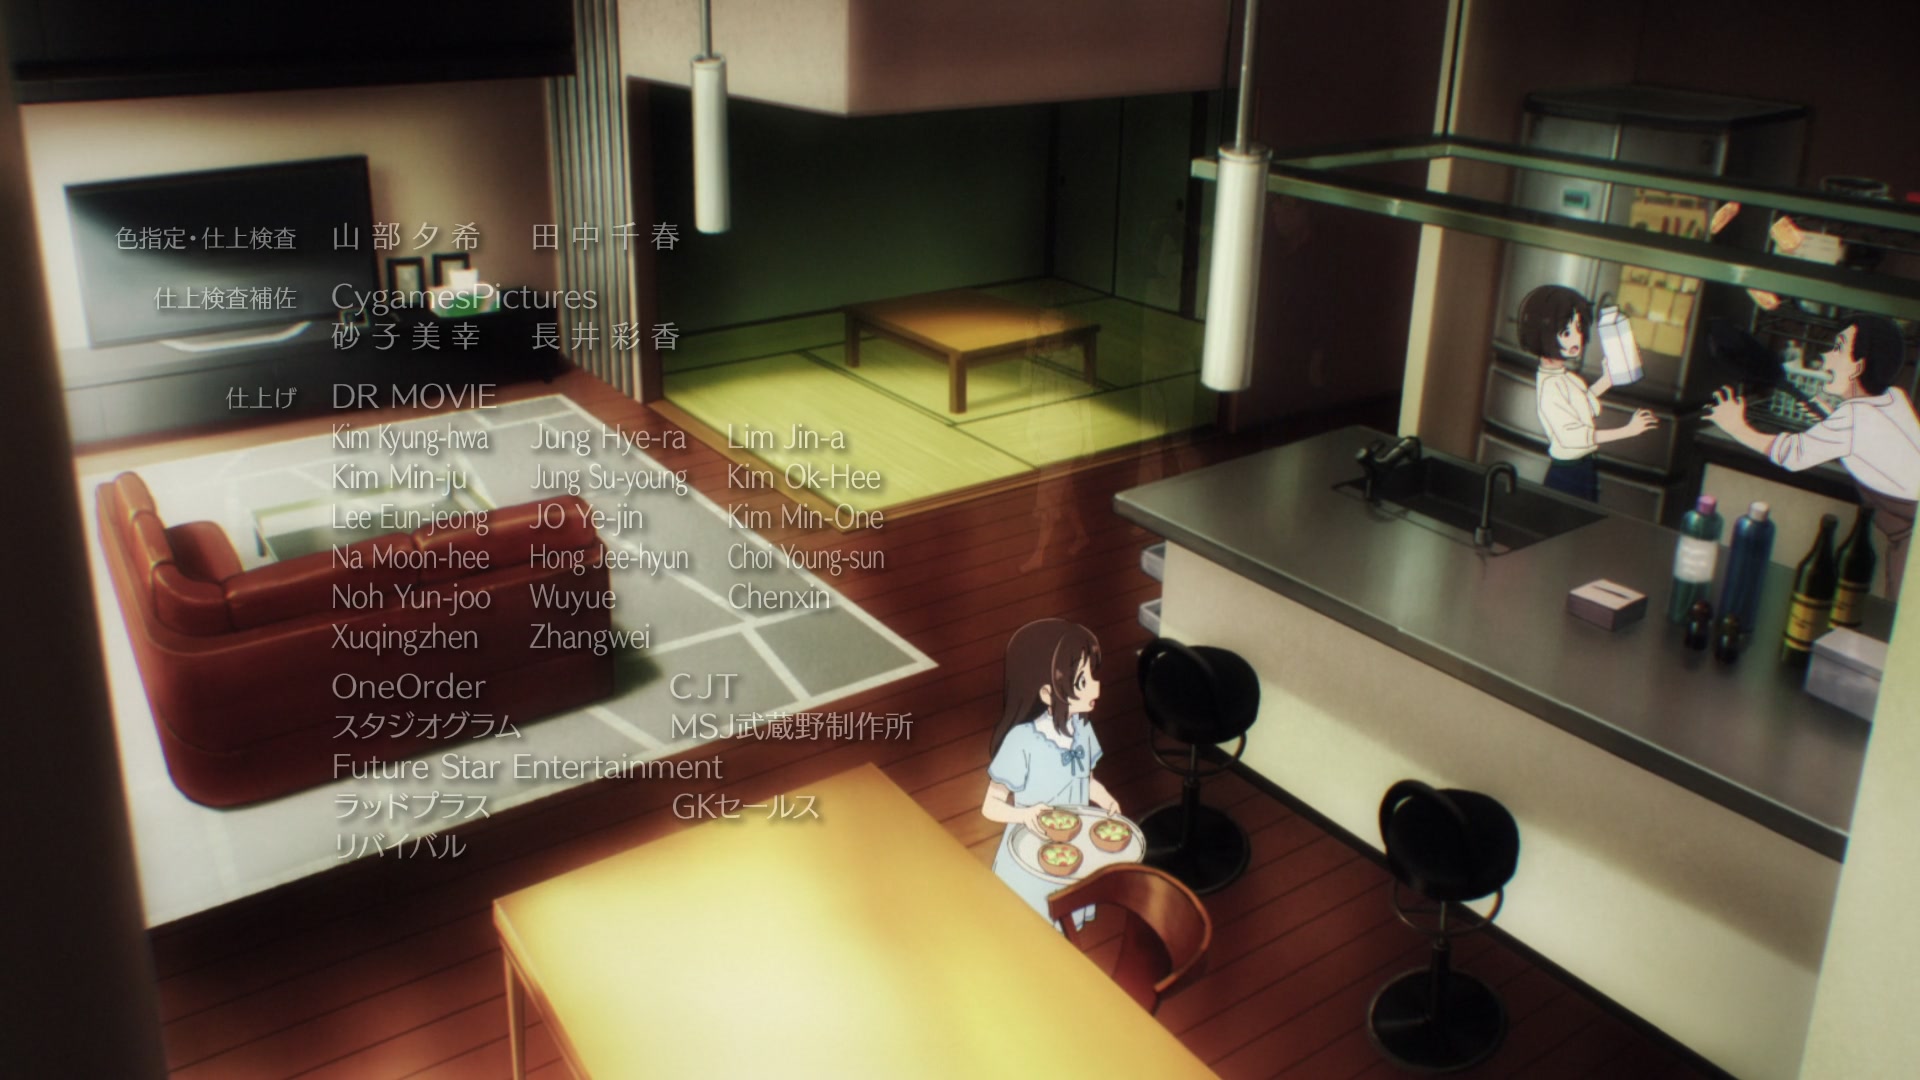 色指定・仕上検査 山部夕希 田中千春
仕上検査補佐 CygamesPictures
砂子美幸 長井彩香
仕上げ DR MOVIE
Kim Kyung-hwa Jung Hye-ra Lim Jin-a
Kim Min-ju Jung Su-young Kim Ok-Hee
Lee Eun-jeong JO Ye-jin Kim Min-One
Na Moon-hee Hong Jee-hyun Choi Young-sun
Noh Yun-joo Wuyue Chenxin
Xuqingzhen Zhangwei
OneOrder CJT
スタジオグラム MSJ武蔵野制作所
Future Star Entertainment
ラッドプラス GKセールス
リバイバル